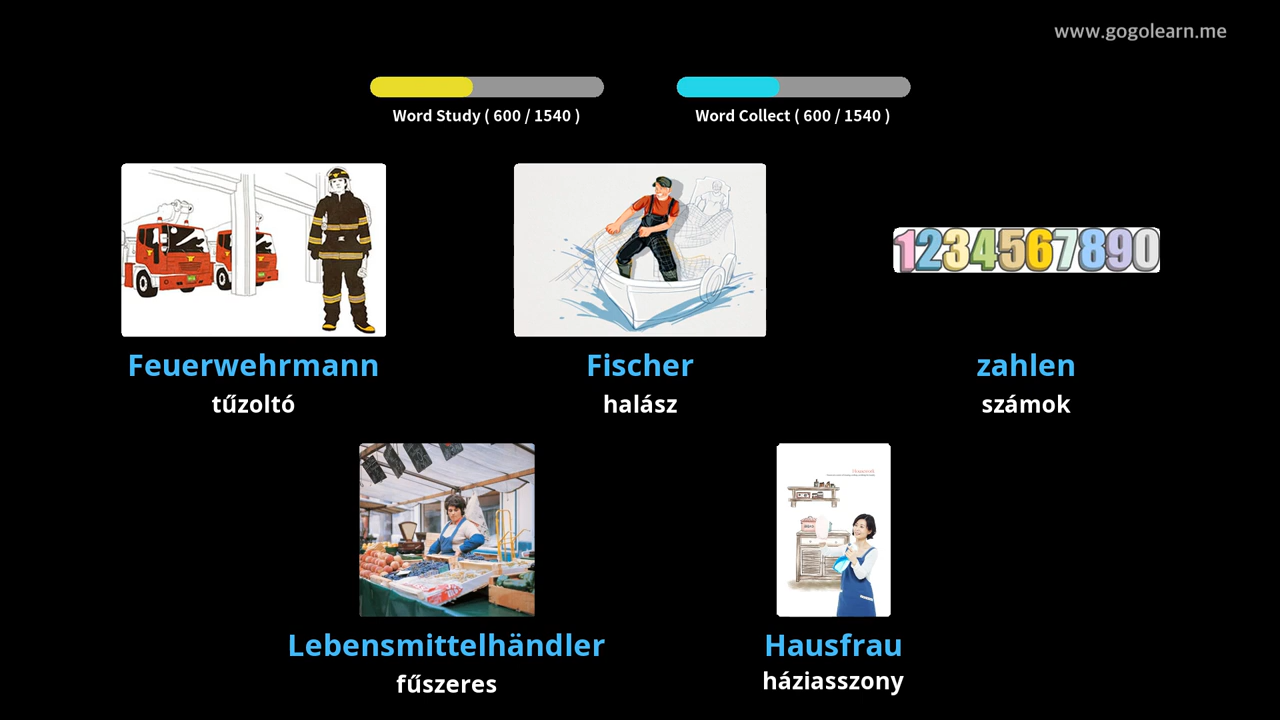 www.gogolearn.me
Word Study ( 600 / 1540 )
Word Collect ( 600 / 1540 )
1234567890
Feuerwehrmann
Fischer
zahlen
tűzoltó
halász
számok
Lebensmittelhändler
Hausfrau
fűszeres
háziasszony